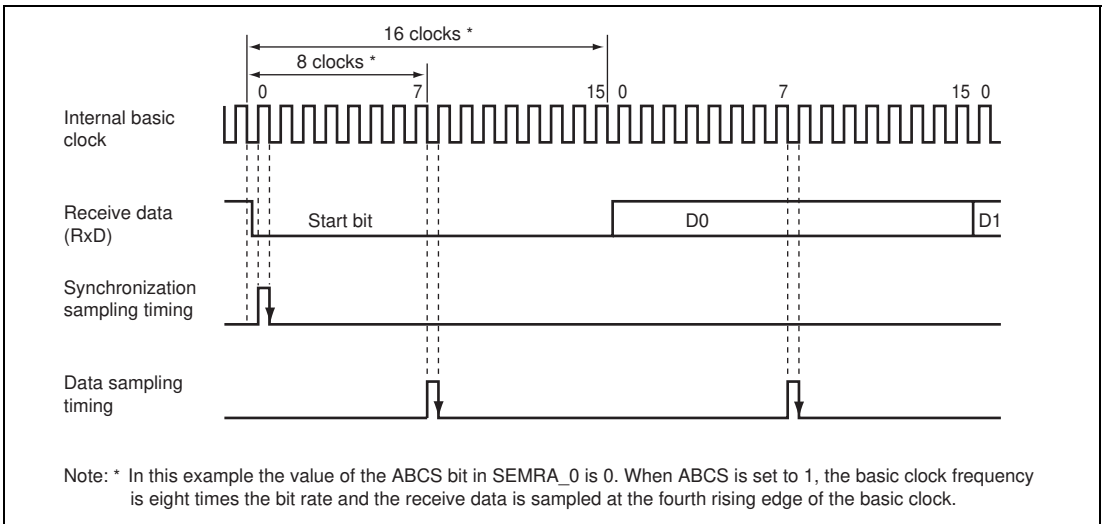 16 clocks *
8 clocks *
0 7 15 0 7 15 0
Internal basic
clock
Receive data
(RxD)
Start bit D0 D1
Synchronization
sampling timing
Data sampling
timing
Note: * In this example the value of the ABCS bit in SEMRA_0 is 0. When ABCS is set to 1, the basic clock frequency
is eight times the bit rate and the receive data is sampled at the fourth rising edge of the basic clock.